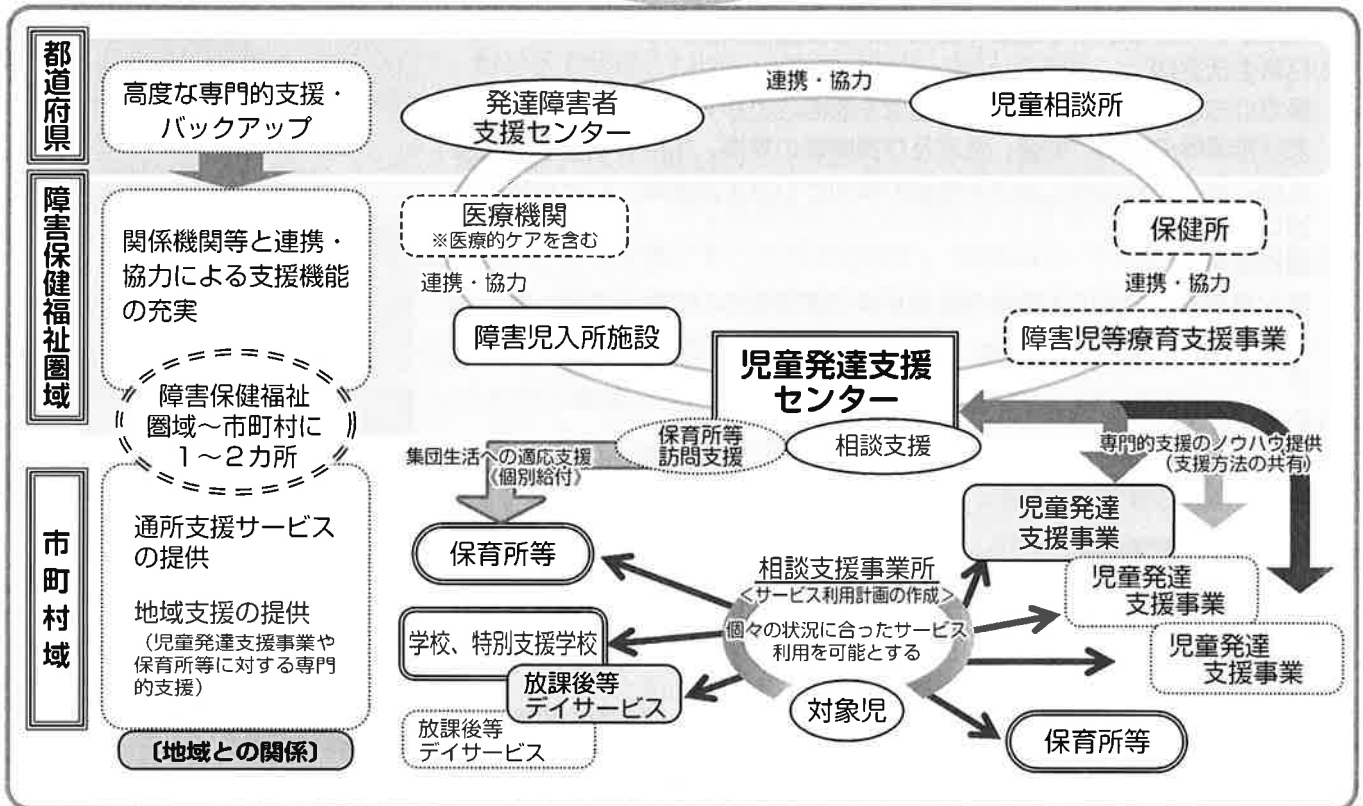 都道府県
高度な専門的支援・
バックアップ
障害保健福祉圏域
関係機関等と連携・
協力による支援機能
の充実
障害保健福祉
圏域~市町村に
1~2カ所
市町村域
通所支援サービス
の提供
地域支援の提供
(児童発達支援事業や
保育所等に対する専門
的支援)
〔地域との関係〕
発達障害者
支援センター
連携・協力
児童相談所
医療機関
※医療的ケアを含む
保健所
連携・協力
連携・協力
障害児入所施設
障害児等療育支援事業
児童発達支援
センター
保育所等
訪問支援
相談支援
集団生活への適応支援
《個別給付》
専門的支援のノウハウ提供
(支援方法の共有)
保育所等
児童発達
支援事業
児童発達
支援事業
児童発達
支援事業
相談支援事業所
<サービス利用計画の作成>
個々の状況に合ったサービス
利用を可能とする
対象児
学校、特別支援学校
放課後等
デイサービス
放課後等
デイサービス
保育所等